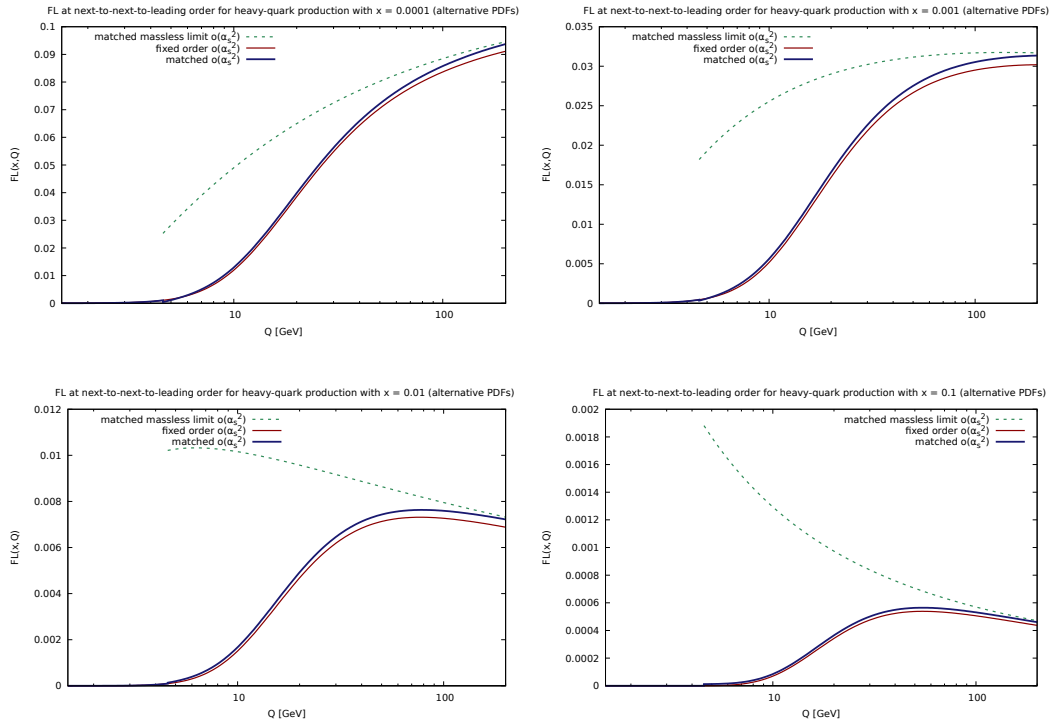 FL at next-to-next-to-leading order for heavy-quark production with x = 0.0001 (alternative PDFs)
0.1
0.09
0.08
0.07
0.06
0.05
0.04
0.03
0.02
0.01
0
FL(x,Q)
matched massless limit o(αs²)
fixed order o(αs²)
matched o(αs²)
10
100
Q [GeV]
FL at next-to-next-to-leading order for heavy-quark production with x = 0.001 (alternative PDFs)
0.035
0.03
0.025
0.02
0.015
0.01
0.005
0
FL(x,Q)
matched massless limit o(αs²)
fixed order o(αs²)
matched o(αs²)
10
100
Q [GeV]
FL at next-to-next-to-leading order for heavy-quark production with x = 0.01 (alternative PDFs)
0.012
0.01
0.008
0.006
0.004
0.002
0
FL(x,Q)
matched massless limit o(αs²)
fixed order o(αs²)
matched o(αs²)
10
100
Q [GeV]
FL at next-to-next-to-leading order for heavy-quark production with x = 0.1 (alternative PDFs)
0.002
0.0018
0.0016
0.0014
0.0012
0.001
0.0008
0.0006
0.0004
0.0002
0
FL(x,Q)
matched massless limit o(αs²)
fixed order o(αs²)
matched o(αs²)
10
100
Q [GeV]